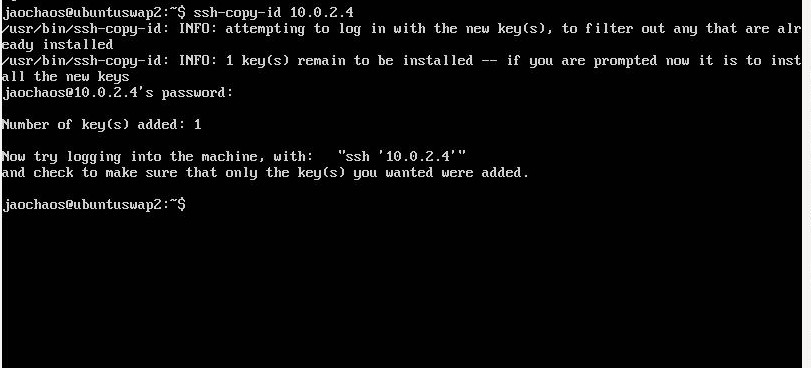 jaochaos@ubuntuswap2:~$ ssh-copy-id 10.0.2.4
/usr/bin/ssh-copy-id: INFO: attempting to log in with the new key(s), to filter out any that are alr
eady installed
/usr/bin/ssh-copy-id: INFO: 1 key(s) remain to be installed -- if you are prompted now it is to inst
all the new keys
jaochaos@10.0.2.4's password:
Number of key(s) added: 1
Now try logging into the machine, with:   "ssh '10.0.2.4'"
and check to make sure that only the key(s) you wanted were added.
jaochaos@ubuntuswap2:~$